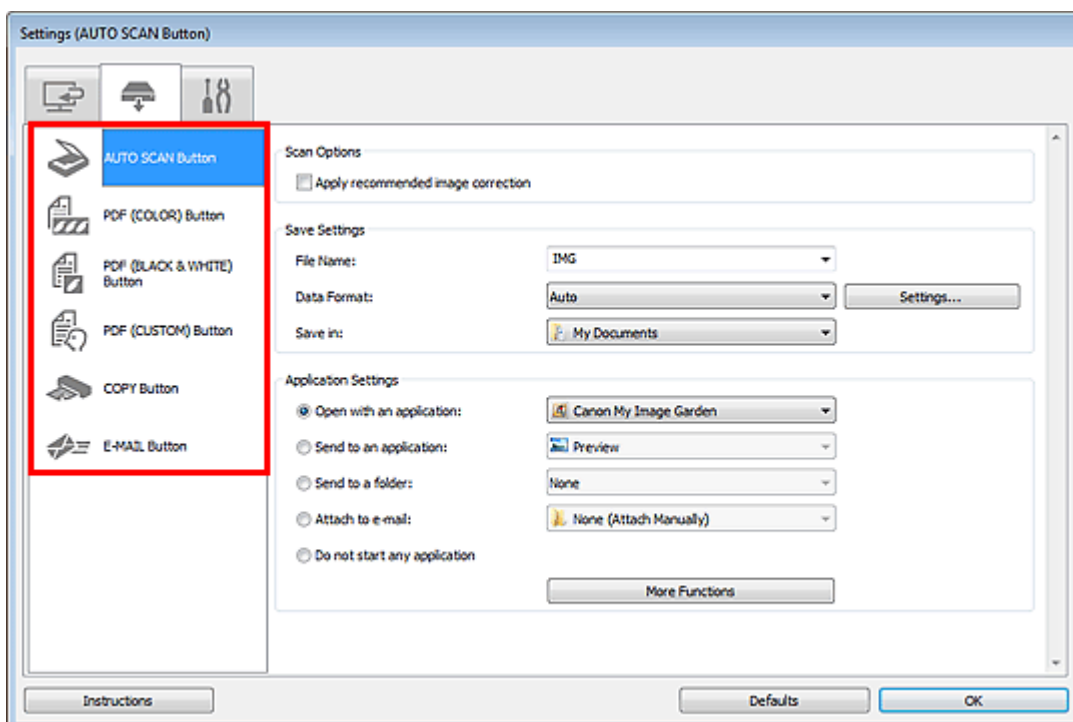 Settings (AUTO SCAN Button)
AUTO SCAN Button
PDF (COLOR) Button
PDF (BLACK & WHITE)
Button
PDF (CUSTOM) Button
COPY Button
E-MAIL Button
Scan Options
Apply recommended image correction
Save Settings
File Name: IMG
Data Format: Auto Settings...
Save in: My Documents
Application Settings
Open with an application: Canon My Image Garden
Send to an application: Preview
Send to a folder: None
Attach to e-mail: None (Attach Manually)
Do not start any application
More Functions
Instructions Defaults OK